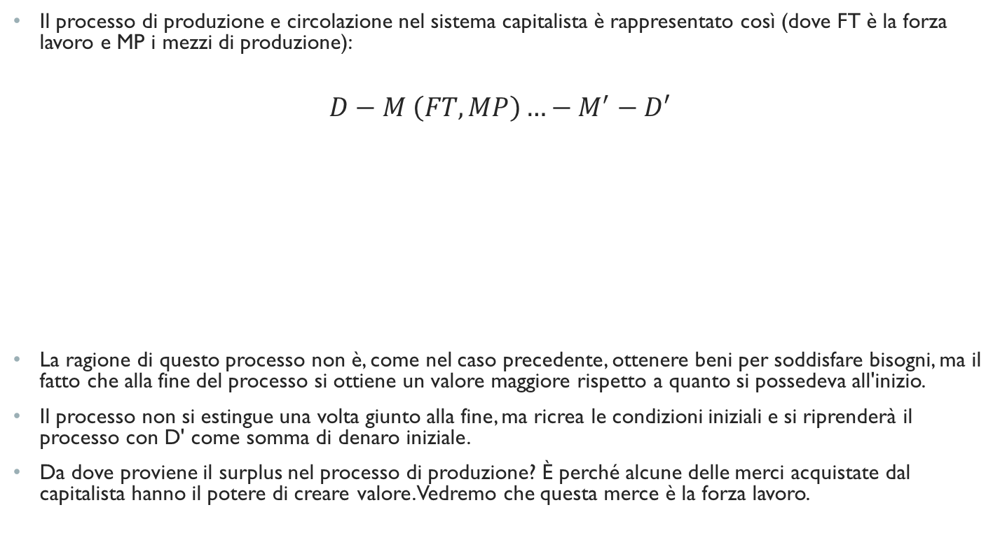 • Il processo di produzione e circolazione nel sistema capitalista è rappresentato così (dove FT è la forza
lavoro e MP i mezzi di produzione):
D − M (FT, MP) … − M′ − D′
• La ragione di questo processo non è, come nel caso precedente, ottenere beni per soddisfare bisogni, ma il
fatto che alla fine del processo si ottiene un valore maggiore rispetto a quanto si possedeva all'inizio.
• Il processo non si estingue una volta giunto alla fine, ma ricrea le condizioni iniziali e si riprenderà il
processo con D' come somma di denaro iniziale.
• Da dove proviene il surplus nel processo di produzione? È perché alcune delle merci acquistate dal
capitalista hanno il potere di creare valore. Vedremo che questa merce è la forza lavoro.